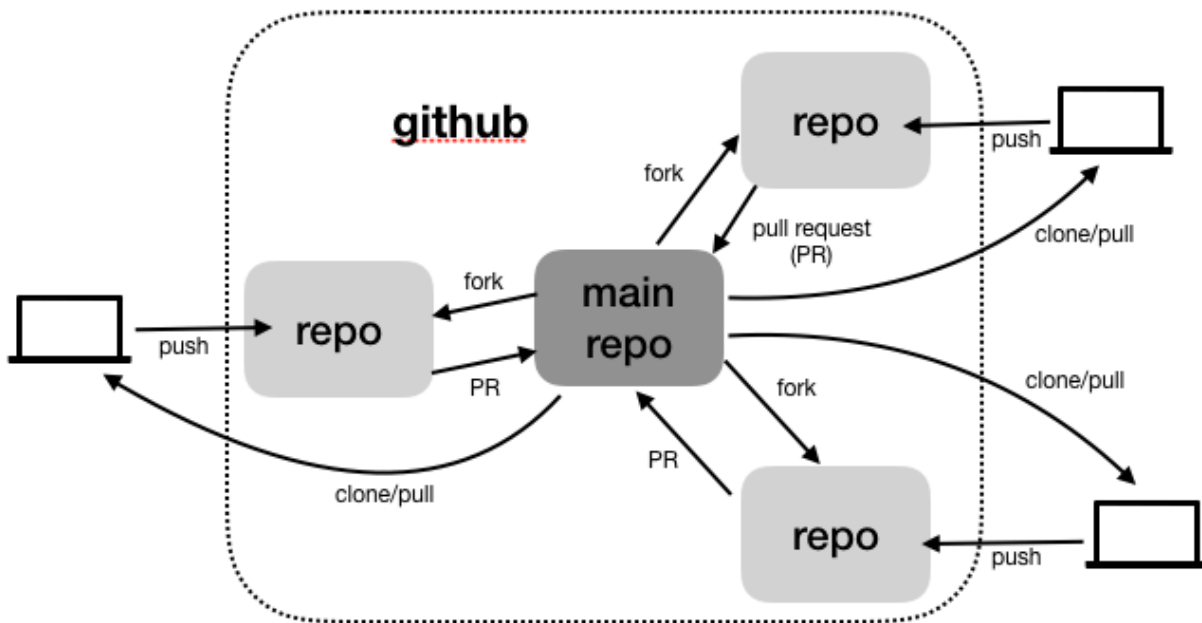 github
repo
push
fork
pull request
(PR)
clone/pull
main
repo
fork
repo
push
PR
clone/pull
fork
PR
clone/pull
repo
push